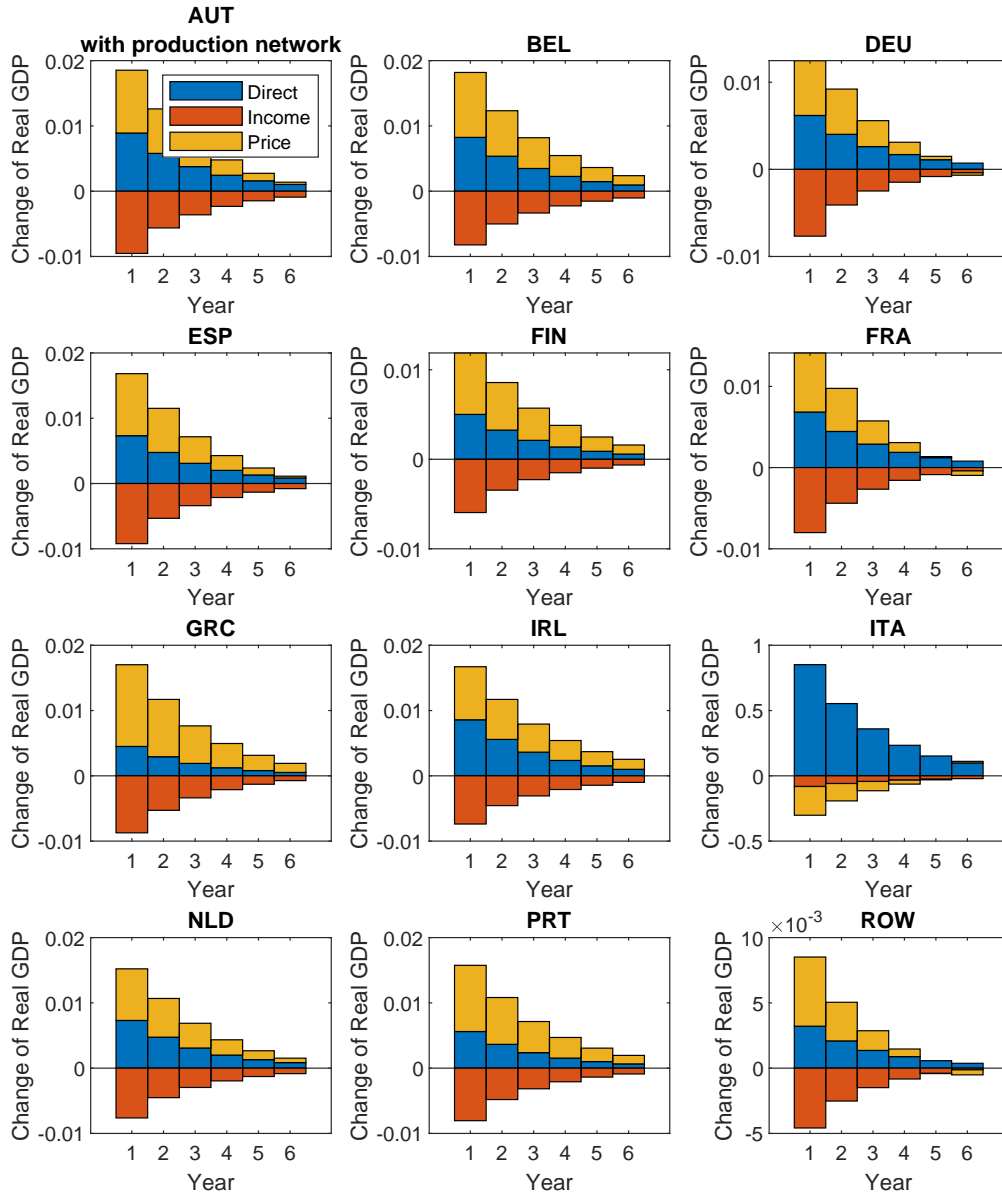 AUT
with production network
BEL
DEU
0.02
0.01
0
-0.01
Change of Real GDP
Direct
Income
Price
1 2 3 4 5 6
Year
0.02
0.01
0
-0.01
Change of Real GDP
1 2 3 4 5 6
Year
0.01
0
-0.01
Change of Real GDP
1 2 3 4 5 6
Year
ESP
FIN
FRA
0.02
0.01
0
-0.01
Change of Real GDP
1 2 3 4 5 6
Year
0.01
0
-0.01
Change of Real GDP
1 2 3 4 5 6
Year
0.01
0
-0.01
Change of Real GDP
1 2 3 4 5 6
Year
GRC
IRL
ITA
0.02
0.01
0
-0.01
Change of Real GDP
1 2 3 4 5 6
Year
0.02
0.01
0
-0.01
Change of Real GDP
1 2 3 4 5 6
Year
1
0.5
0
-0.5
Change of Real GDP
1 2 3 4 5 6
Year
NLD
PRT
ROW
0.02
0.01
0
-0.01
Change of Real GDP
1 2 3 4 5 6
Year
0.02
0.01
0
-0.01
Change of Real GDP
1 2 3 4 5 6
Year
×10⁻³
10
5
0
-5
Change of Real GDP
1 2 3 4 5 6
Year